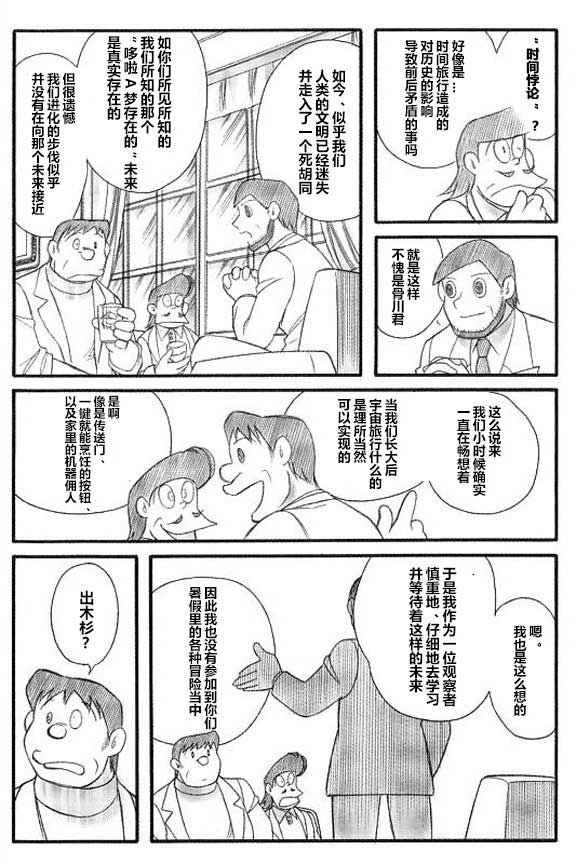 “时间悖论”？
好像是…
时间旅行造成的
对历史的影响
导致前后矛盾的事吗
就是这样
不愧是骨川君
如今、似乎我们
人类的文明已经迷失
并走入了一个死胡同
如你们所见所知的
我们所知的那个
“哆啦A梦存在的”未来
是真实存在的
但很遗憾
我们进化的步伐似乎
并没有在向那个未来接近
这么说来
我们小时候确实
一直在畅想着
当我们长大后
宇宙旅行什么的
是理所当然
可以实现的
是啊
像是传送门、
一键就能烹饪的按钮、
以及家里的机器佣人
嗯。
我也是这么想的
于是我作为一位观察者
慎重地、仔细地去学习
并等待着这样的未来
因此我也没有参加到你们
暑假里的各种冒险当中
出木杉？